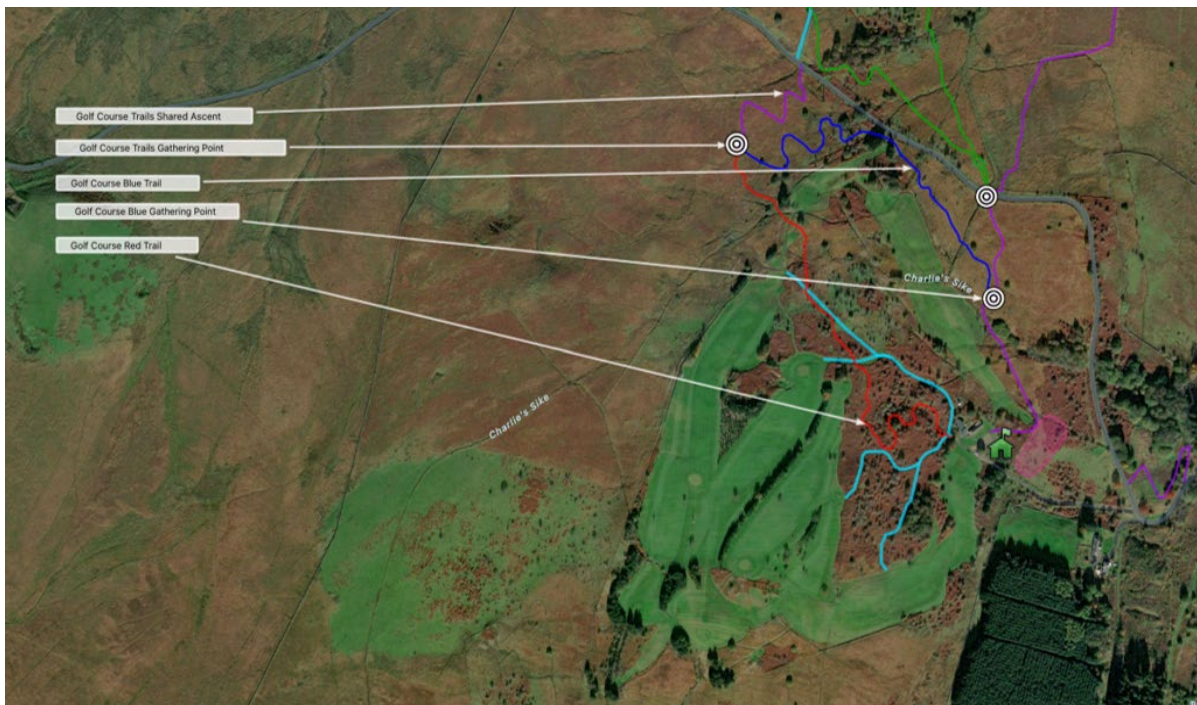 Golf Course Trails Shared Ascent
Golf Course Trails Gathering Point
Golf Course Blue Trail
Golf Course Blue Gathering Point
Golf Course Red Trail
Charlie's Sike
Charlie's Sike